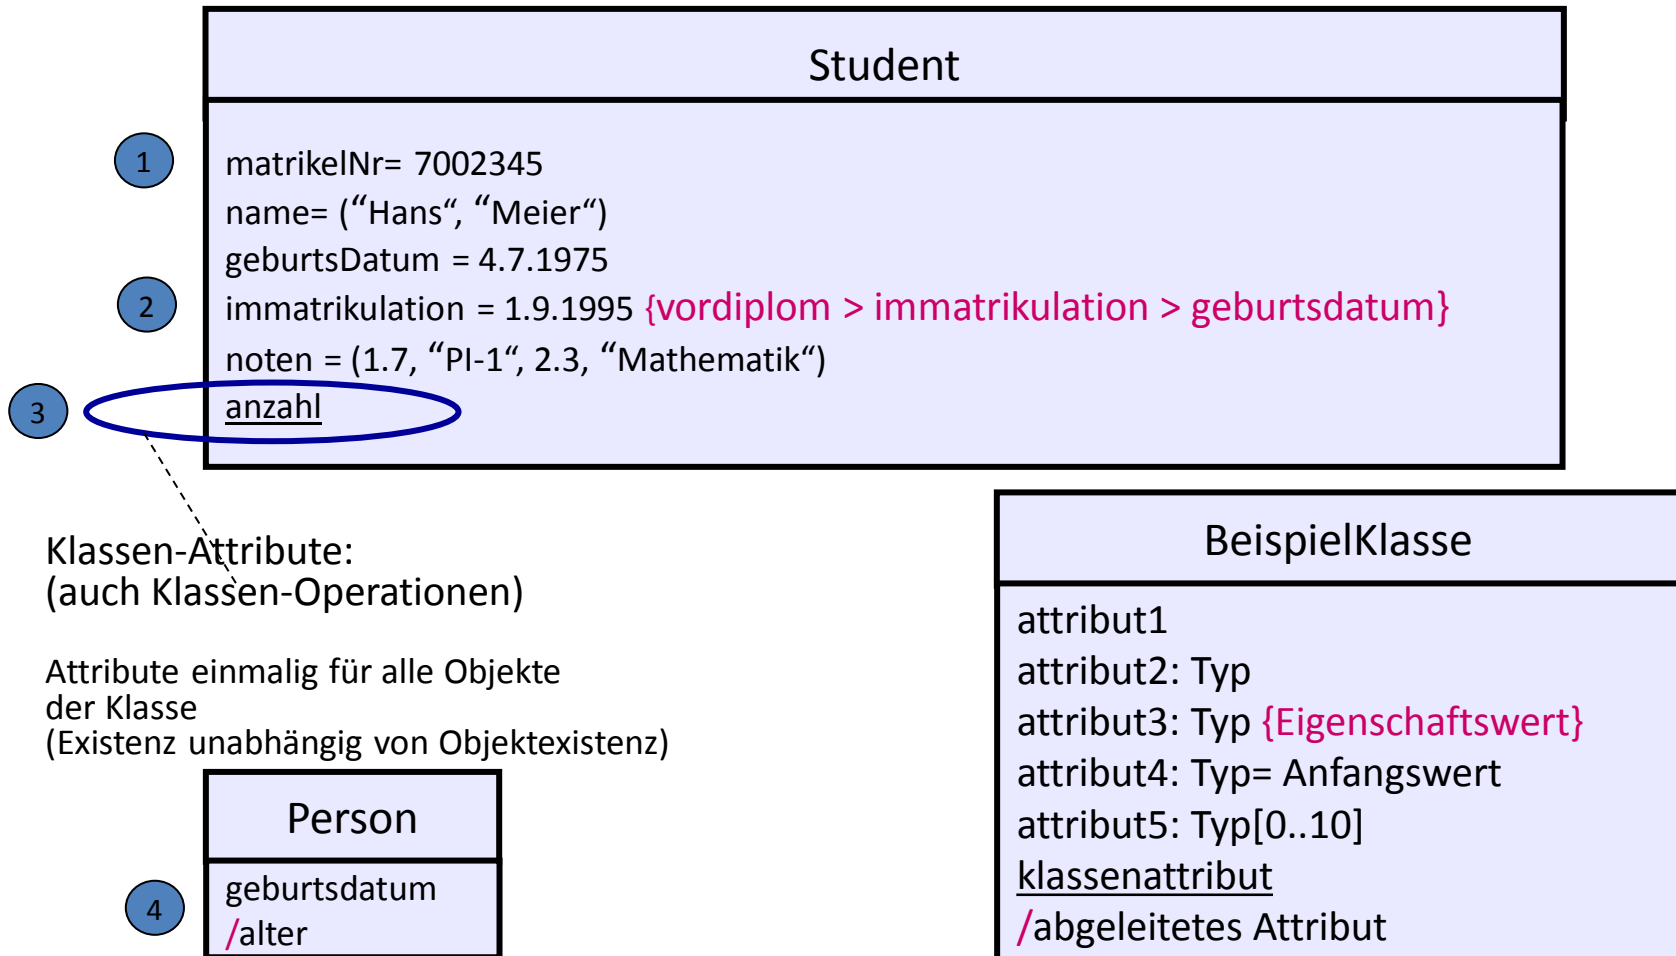 Student
1
matrikelNr= 7002345
name= (“Hans“, “Meier“)
geburtsDatum = 4.7.1975
2
immatrikulation = 1.9.1995 {vordiplom > immatrikulation > geburtsdatum}
noten = (1.7, “PI-1“, 2.3, “Mathematik“)
3
anzahl
Klassen-Attribute:
(auch Klassen-Operationen)
Attribute einmalig für alle Objekte
der Klasse
(Existenz unabhängig von Objektexistenz)
Person
4
geburtsdatum
/alter
BeispielKlasse
attribut1
attribut2: Typ
attribut3: Typ {Eigenschaftswert}
attribut4: Typ= Anfangswert
attribut5: Typ[0..10]
klassenattribut
/abgeleitetes Attribut